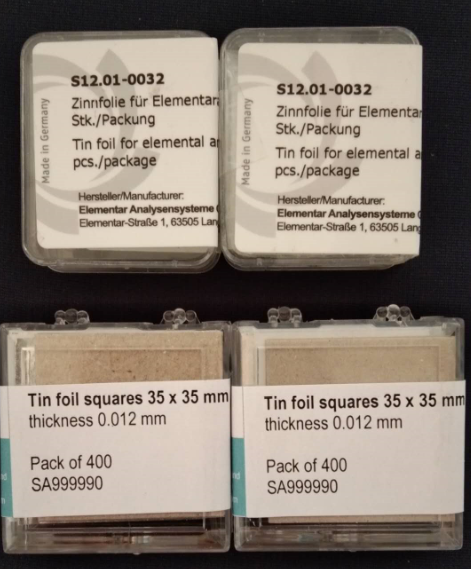 S12.01-0032
Zinnfolie für Elementar
Stk./Packung
Tin foil for elemental a
pcs./package
Hersteller/Manufacturer:
Elementar Analysensysteme
Elementar-Straße 1, 63505 Lan
Made in Germany
S12.01-0032
Zinnfolie für Elementar
Stk./Packung
Tin foil for elemental a
pcs./package
Hersteller/Manufacturer:
Elementar Analysensysteme G
Elementar-Straße 1, 63505 Lang
Made in Germany
Tin foil squares 35 x 35 mm
thickness 0.012 mm
Pack of 400
SA999990
Tin foil squares 35 x 35 mm
thickness 0.012 mm
Pack of 400
SA999990